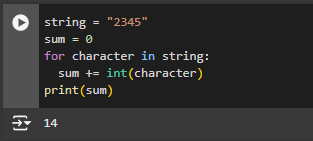 string = "2345"
sum = 0
for character in string:
  sum += int(character)
print(sum)
14